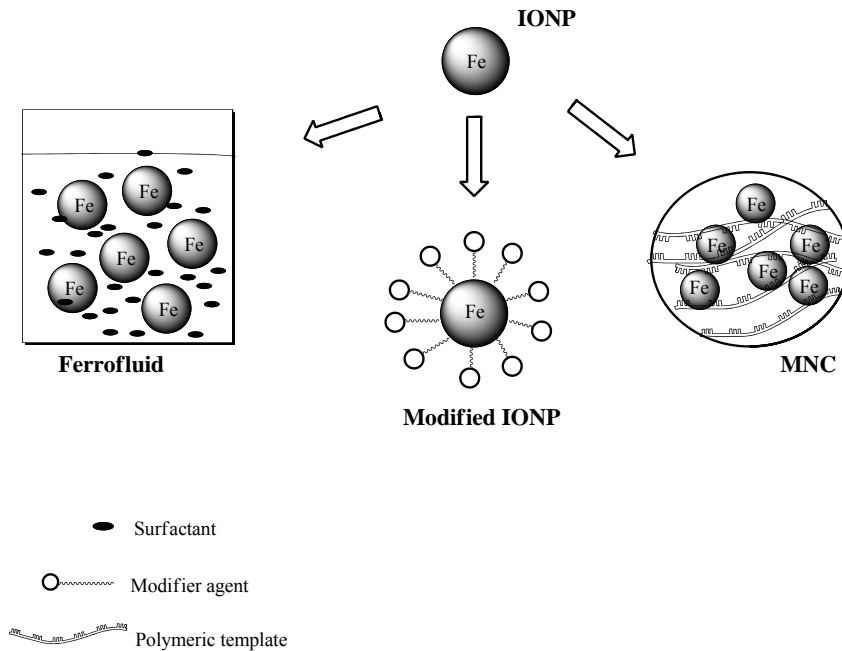 IONP
Fe
Fe
Fe
Fe
Fe
Fe
Fe
Ferrofluid
Fe
Modified IONP
Fe
Fe
Fe
Fe
Fe
Fe
MNC
Surfactant
Modifier agent
Polymeric template